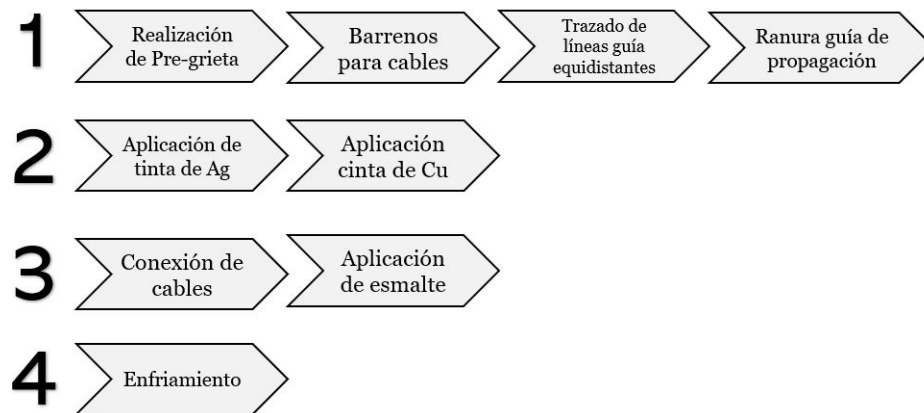 1
Realización
de Pre-grieta
Barrenos
para cables
Trazado de
líneas guía
equidistantes
Ranura guía de
propagación
2
Aplicación de
tinta de Ag
Aplicación
cinta de Cu
3
Conexión de
cables
Aplicación
de esmalte
4
Enfriamiento